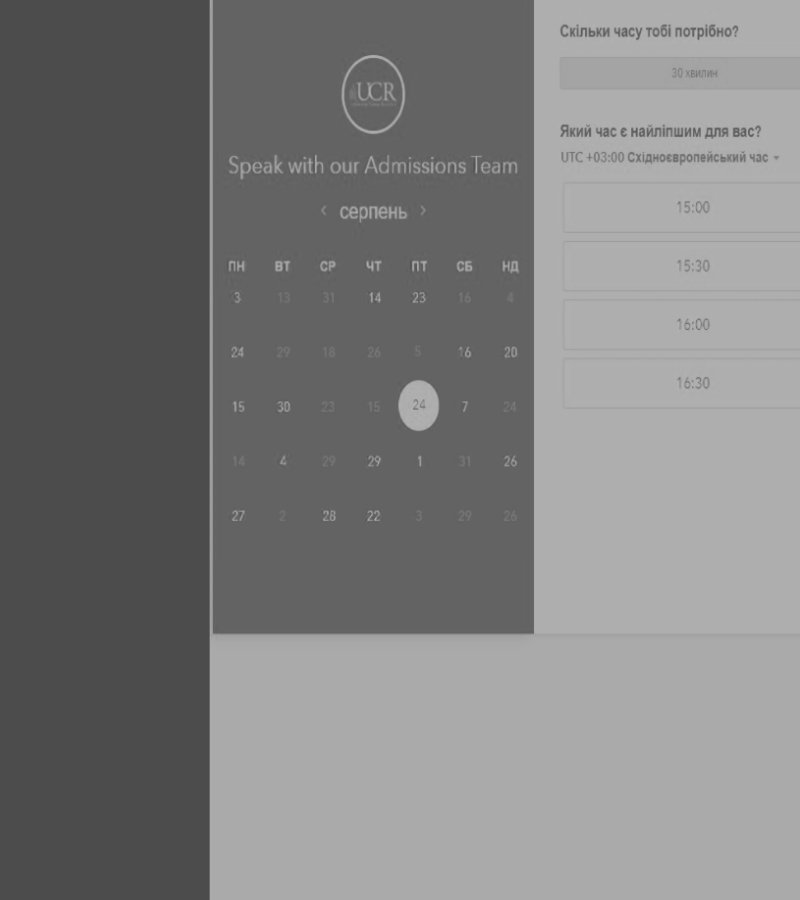 UCR
Speak with our Admissions Team
‹ серпень ›
ПН ВТ СР ЧТ ПТ СБ НД
3 13 31 14 23 16 4
24 29 18 26 5 16 20
15 30 23 15 24 7 24
14 4 29 29 1 31 26
27 2 28 22 3 29 26
Скільки часу тобі потрібно?
30 хвилин
Який час є найліпшим для вас?
UTC +03:00 Східноєвропейський час
15:00
15:30
16:00
16:30